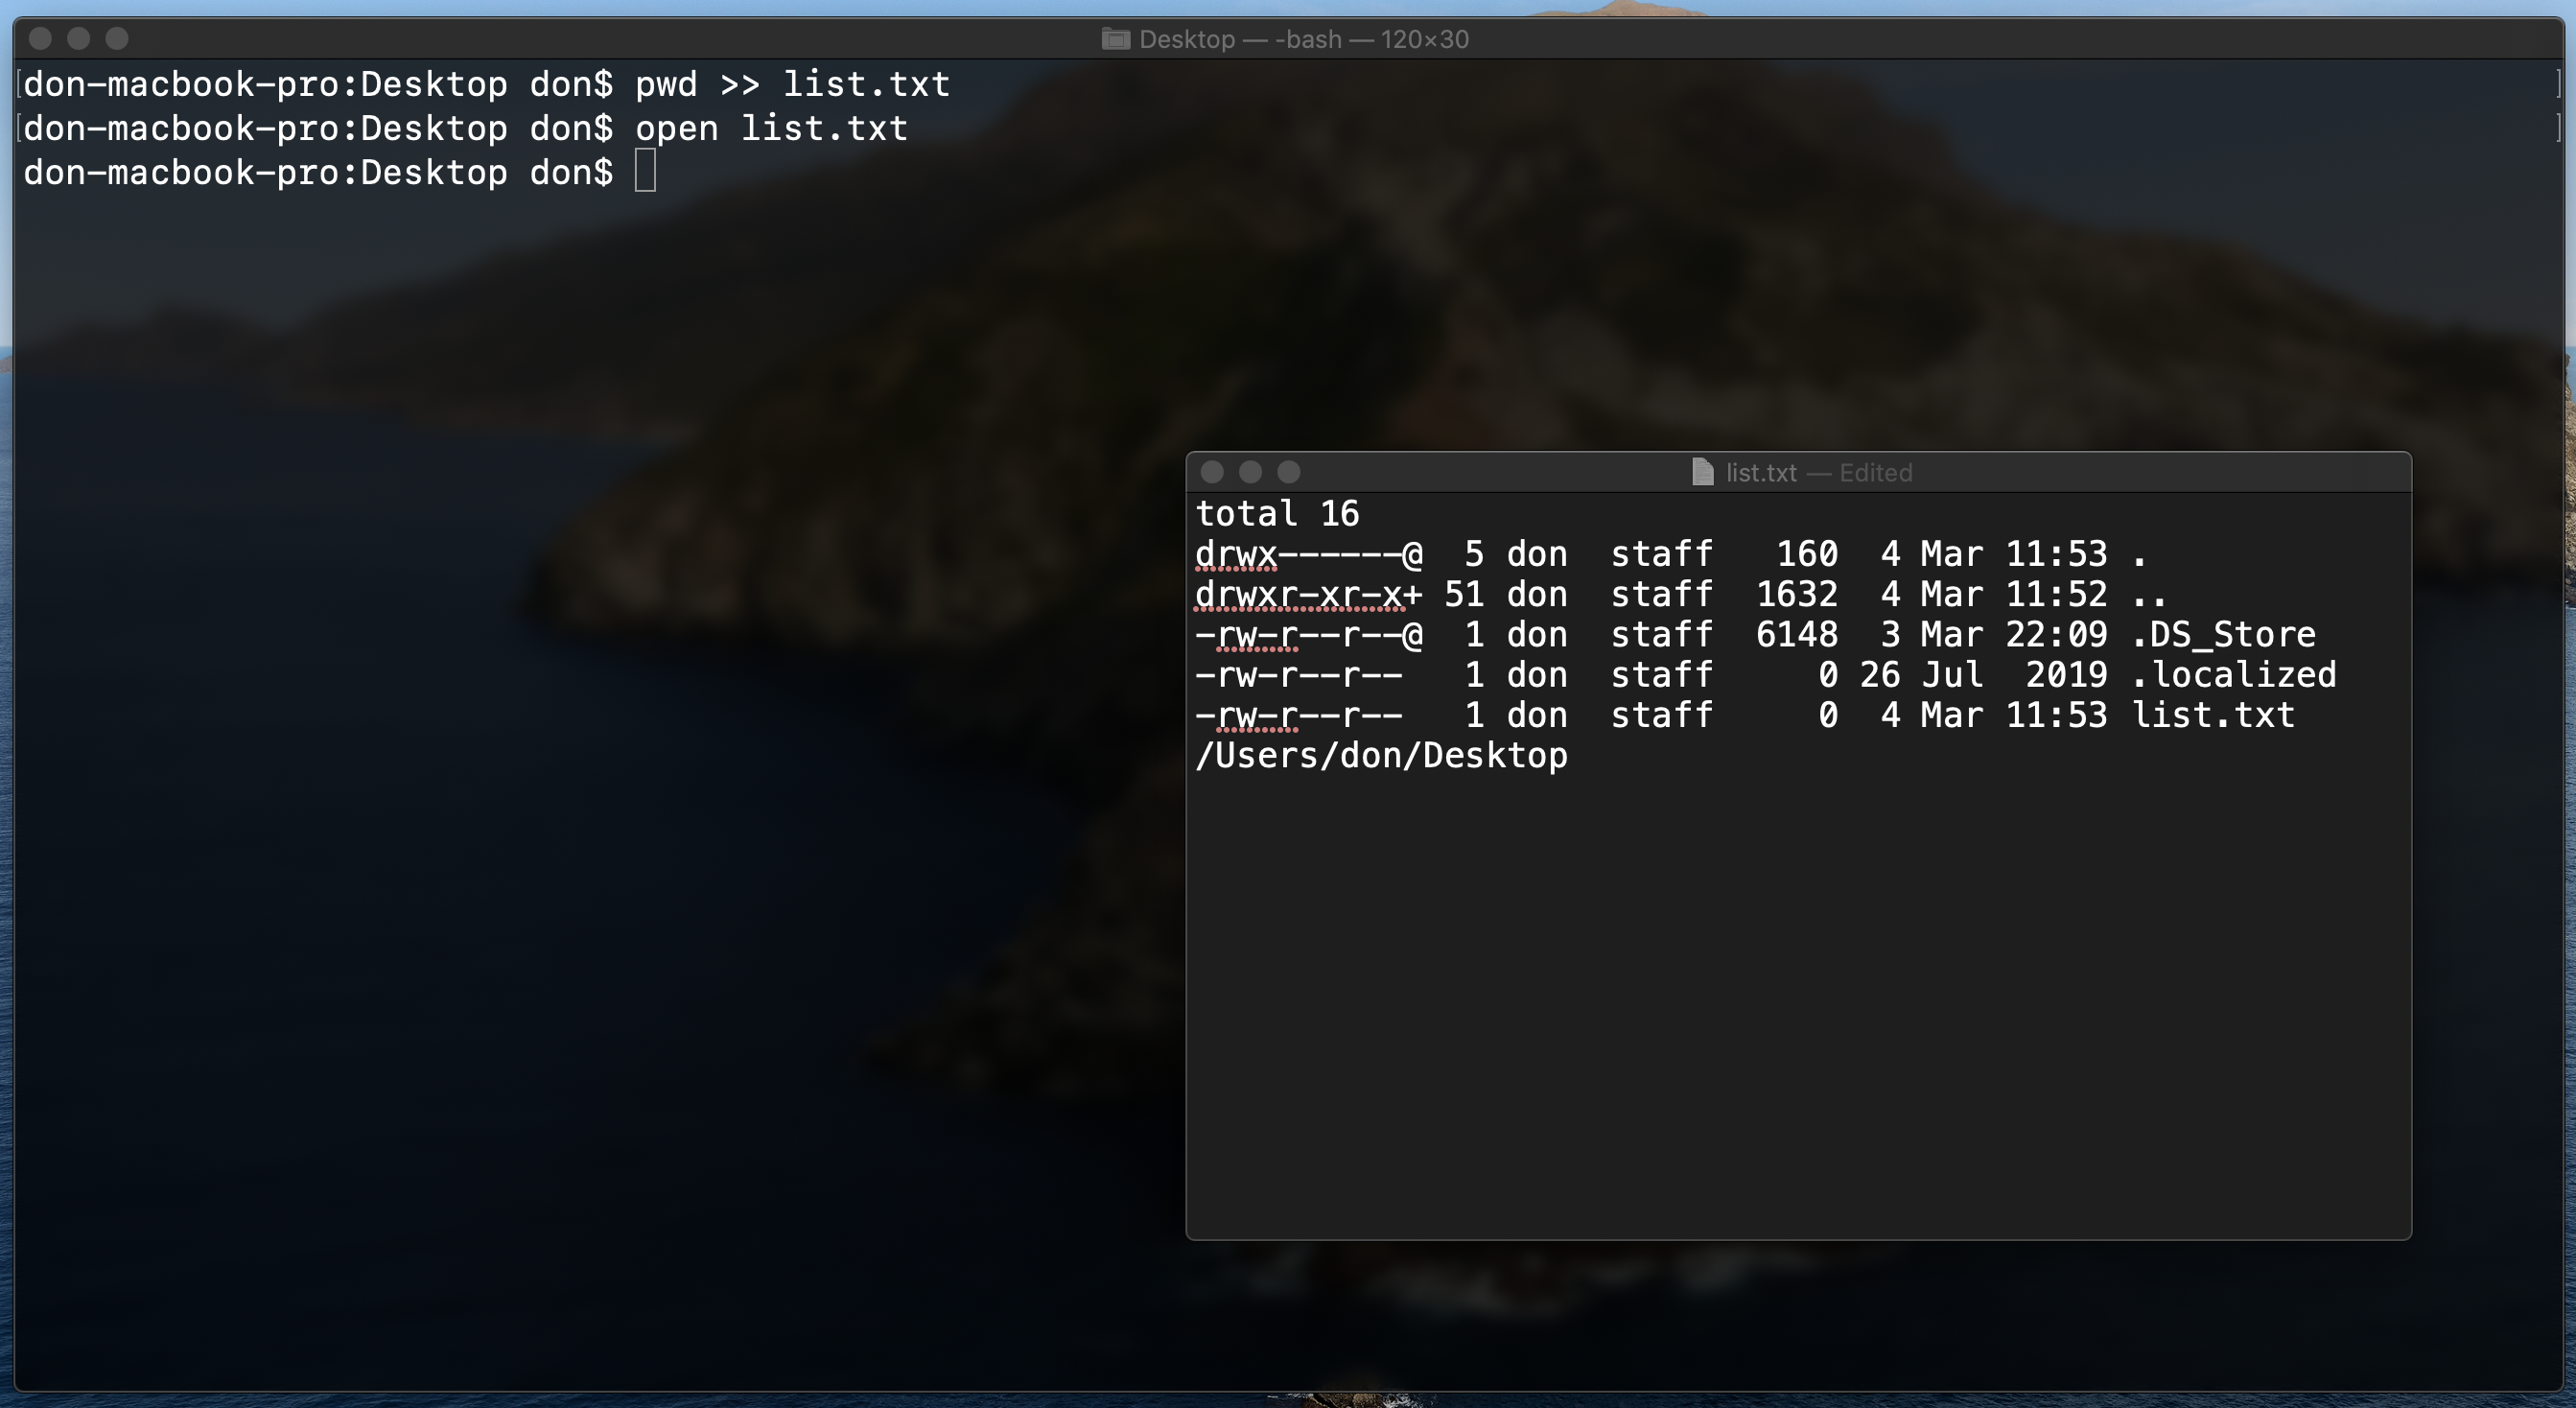 Desktop — -bash — 120×30
don-macbook-pro:Desktop don$ pwd >> list.txt
don-macbook-pro:Desktop don$ open list.txt
don-macbook-pro:Desktop don$
list.txt — Edited
total 16
drwx------@  5 don  staff   160  4 Mar 11:53 .
drwxr-xr-x+ 51 don  staff  1632  4 Mar 11:52 ..
-rw-r--r--@  1 don  staff  6148  3 Mar 22:09 .DS_Store
-rw-r--r--   1 don  staff     0 26 Jul  2019 .localized
-rw-r--r--   1 don  staff     0  4 Mar 11:53 list.txt
/Users/don/Desktop